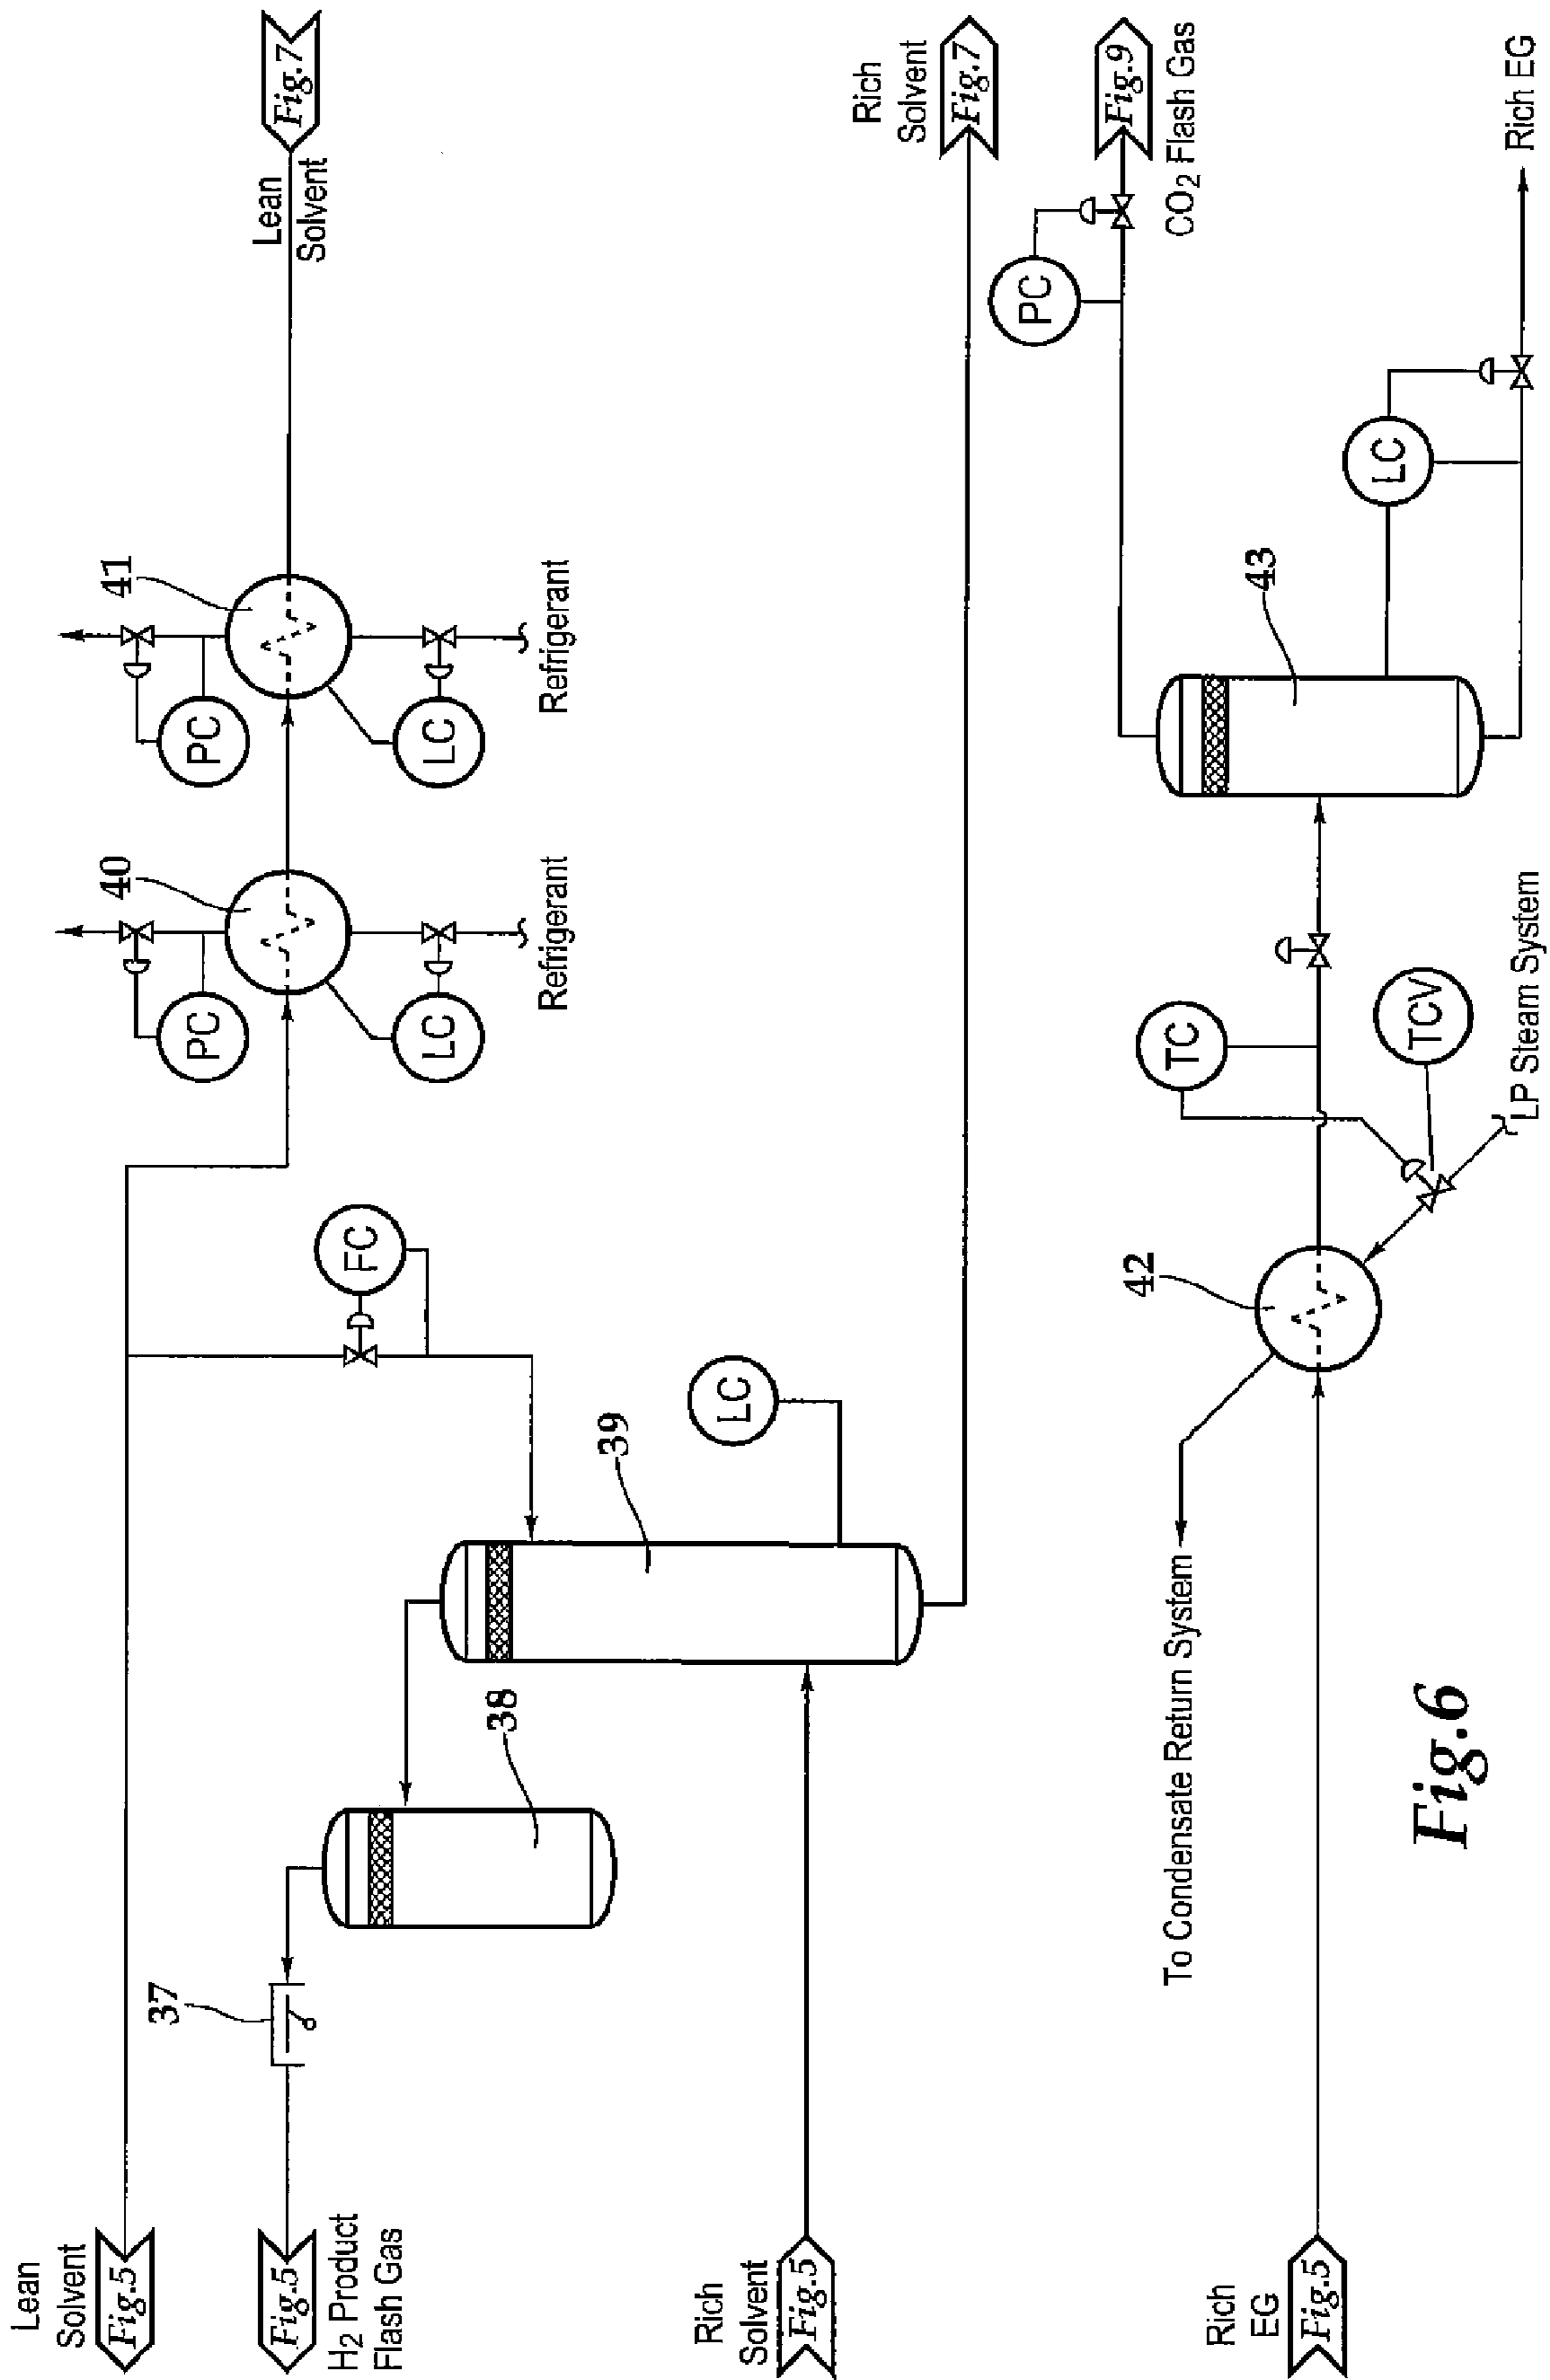 Lean
Solvent
Fig.5
Fig.5
H2 Product
Flash Gas
37
38
39
LC
FC
PC
40
LC
Refrigerant
PC
41
LC
Refrigerant
Lean
Solvent
Fig.7
Rich
Solvent
Fig.5
Rich
Solvent
Fig.7
Rich
EG
Fig.5
To Condensate Return System
42
TC
TCV
LP Steam System
43
LC
PC
Fig.9
CO2 Flash Gas
Rich EG
Fig.6